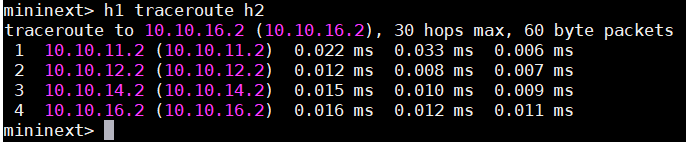 mininext> h1 traceroute h2
traceroute to 10.10.16.2 (10.10.16.2), 30 hops max, 60 byte packets
 1  10.10.11.2 (10.10.11.2)  0.022 ms  0.033 ms  0.006 ms
 2  10.10.12.2 (10.10.12.2)  0.012 ms  0.008 ms  0.007 ms
 3  10.10.14.2 (10.10.14.2)  0.015 ms  0.010 ms  0.009 ms
 4  10.10.16.2 (10.10.16.2)  0.016 ms  0.012 ms  0.011 ms
mininext>